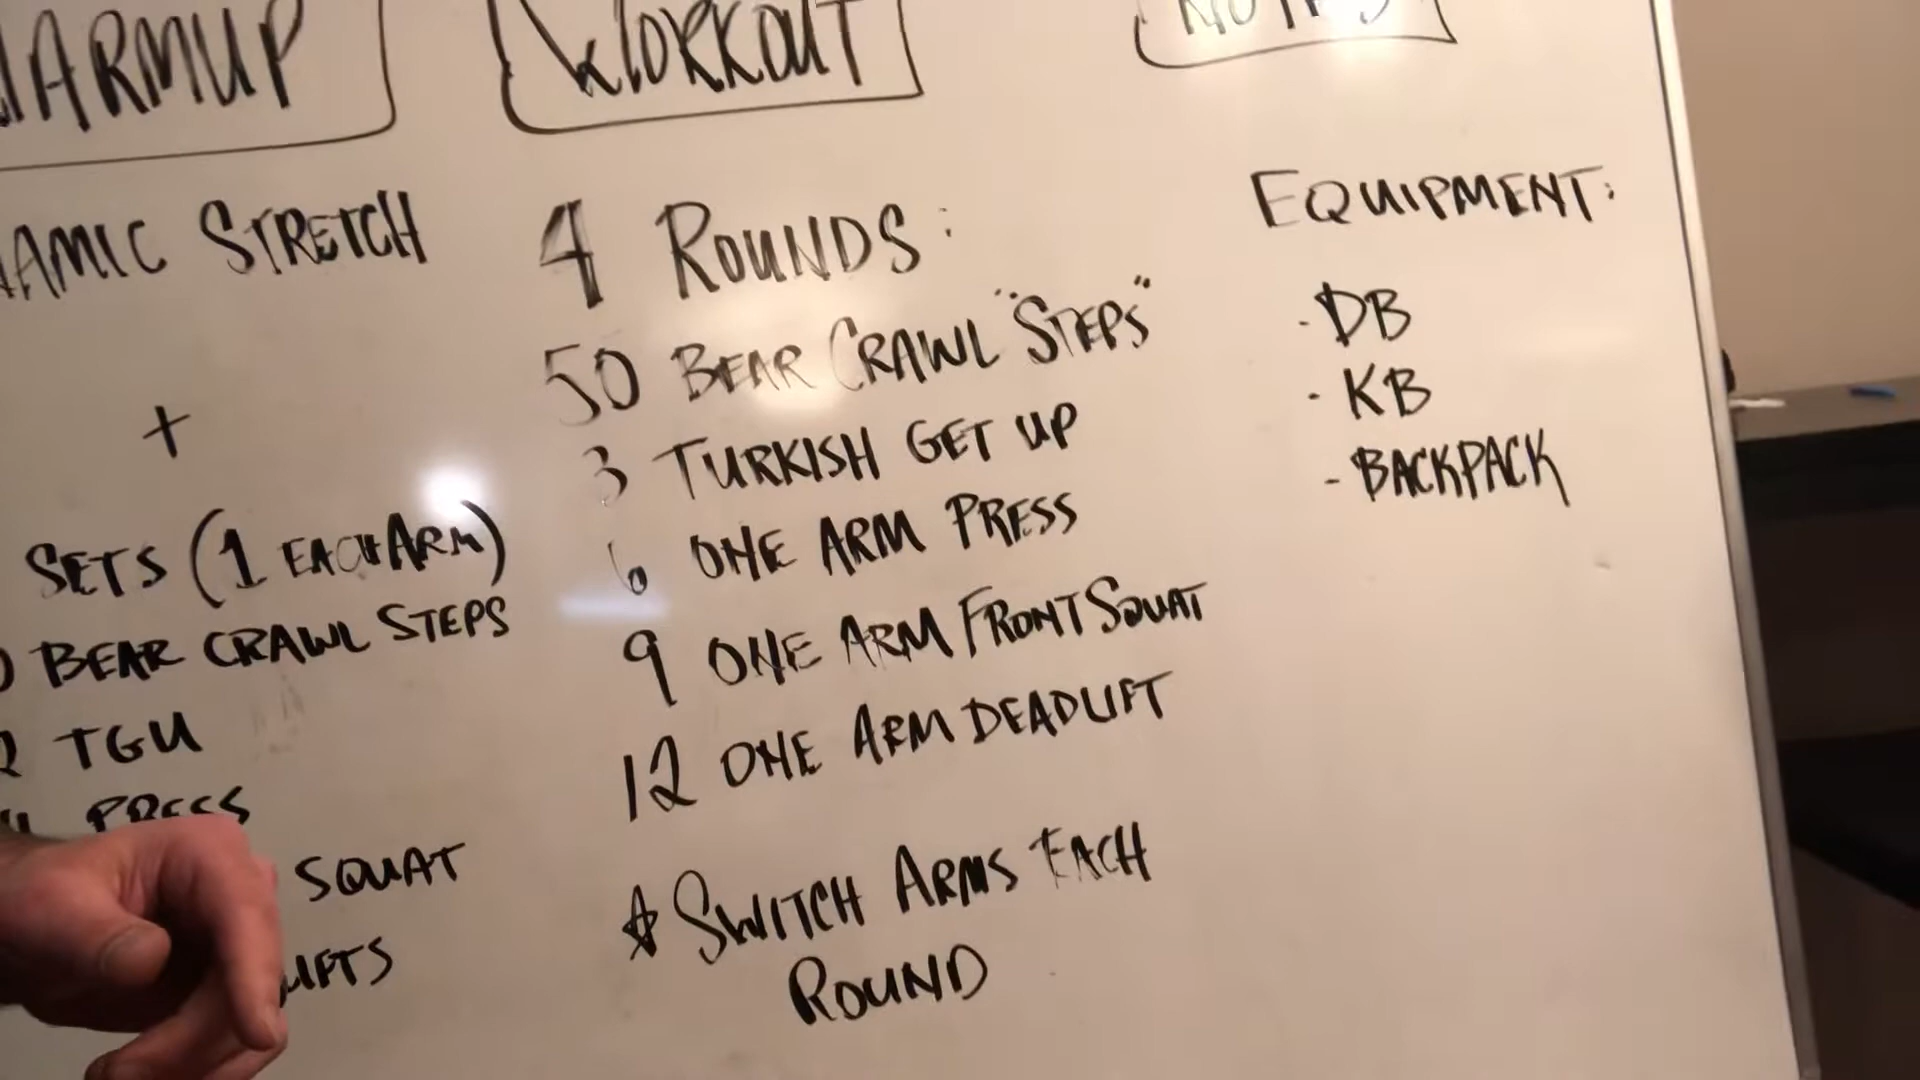 WORKOUT
STRETCH
+
SETS (1 EACH ARM)
BEAR CRAWL STEPS
TGU
PRESS
SQUAT
4 ROUNDS:
50 BEAR CRAWL "STEPS"
3 TURKISH GET UP
6 ONE ARM PRESS
9 ONE ARM FRONT SQUAT
12 ONE ARM DEADLIFT
* SWITCH ARMS EACH
ROUND
EQUIPMENT:
- DB
- KB
- BACKPACK